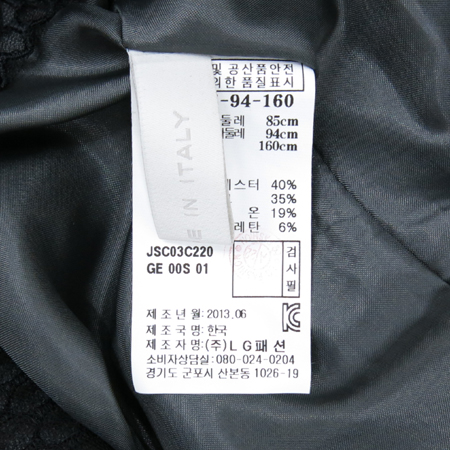 E IN ITALY
및 공산품안전
의한 품질표시
-94-160
둘레 85cm
둘레 94cm
160cm
스터 40%
35%
온 19%
레탄 6%
JSC03C220
GE 00S 01
검사필
제 조 년 월: 2013.06
제 조 국 명: 한국
제 조 자 명: (주) L G 패 션
소비자상담실: 080-024-0204
경기도 군포시 산본동 1026-19